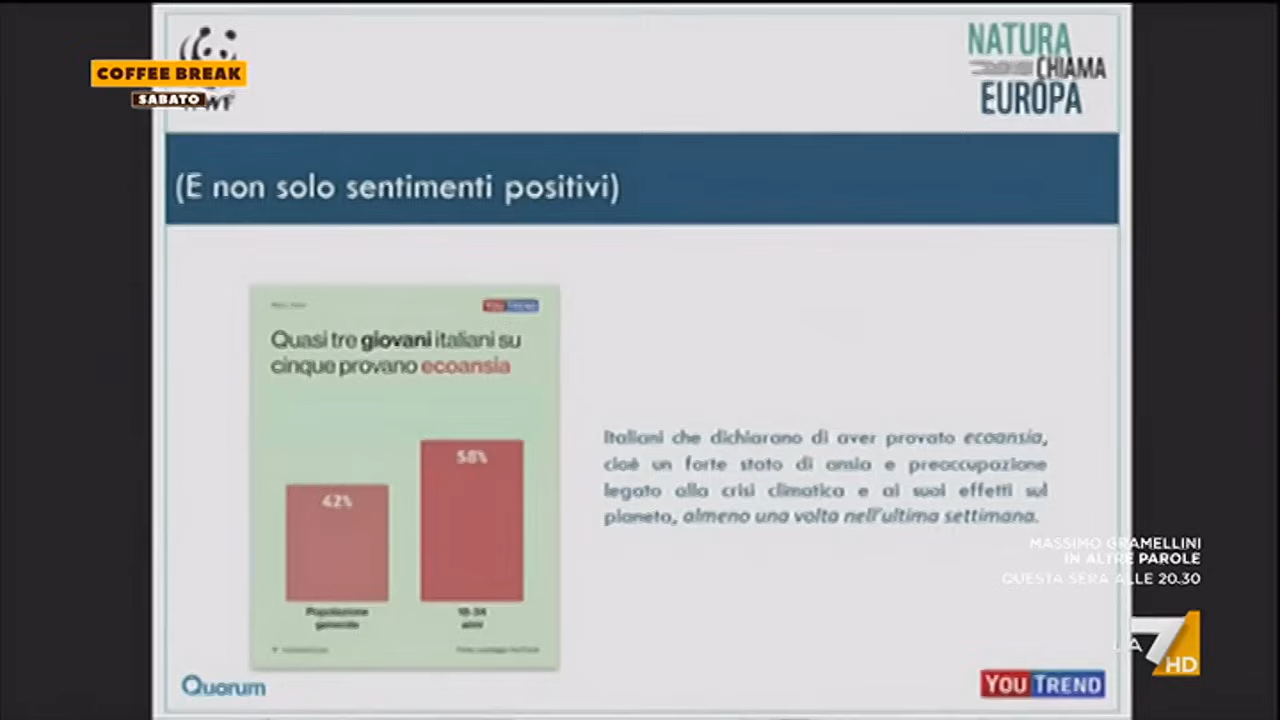 COFFEE BREAK
SABATO
WWF
NATURA
CHIAMA
EUROPA
(E non solo sentimenti positivi)
YOUTREND
Quasi tre giovani italiani su
cinque provano ecoansia
42%
58%
Popolazione
generale
18-34
anni
Italiani che dichiarano di aver provato ecoansia,
cioè un forte stato di ansia e preoccupazione
legato alla crisi climatica e ai suoi effetti sul
pianeta, almeno una volta nell'ultima settimana.
MASSIMO GRAMELLINI
IN ALTRE PAROLE
QUESTA SERA ALLE 20.30
LA7
HD
Quorum
YOUTREND